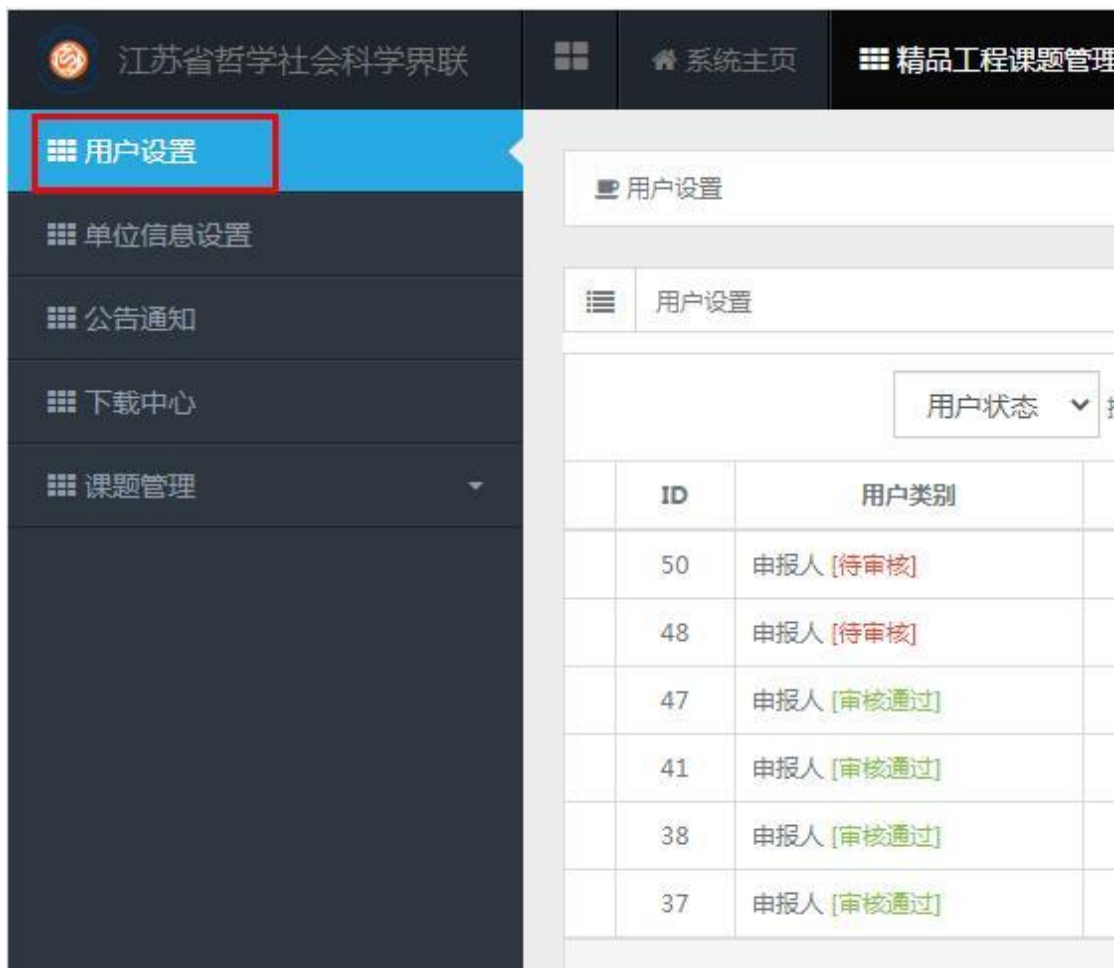 江苏省哲学社会科学界联
系统主页
精品工程课题管理
用户设置
单位信息设置
公告通知
下载中心
课题管理
用户设置
用户设置
用户状态
ID 用户类别
50 申报人 [待审核]
48 申报人 [待审核]
47 申报人 [审核通过]
41 申报人 [审核通过]
38 申报人 [审核通过]
37 申报人 [审核通过]